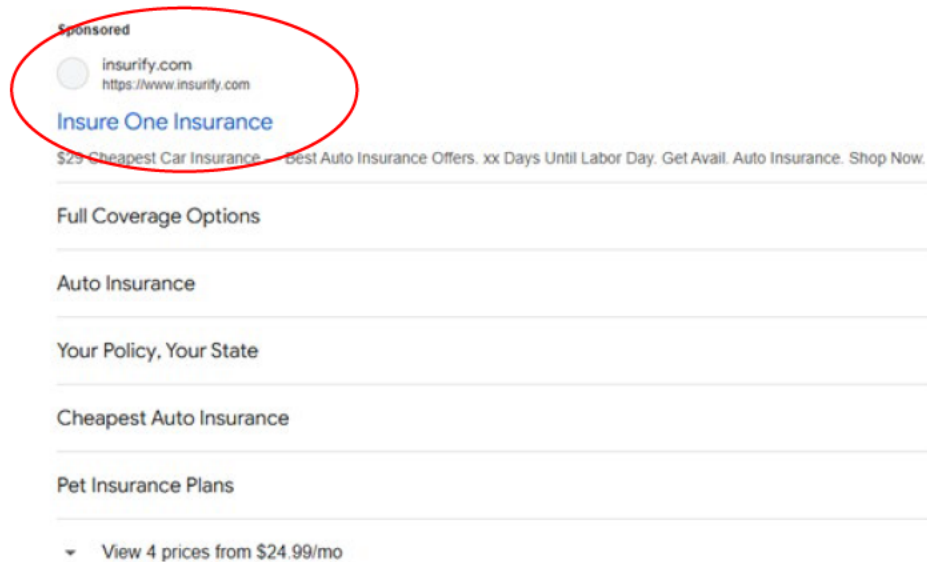 Sponsored
insurify.com
https://www.insurify.com
Insure One Insurance
$29 Cheapest Car Insurance — Best Auto Insurance Offers. xx Days Until Labor Day. Get Avail. Auto Insurance. Shop Now.
Full Coverage Options
Auto Insurance
Your Policy, Your State
Cheapest Auto Insurance
Pet Insurance Plans
View 4 prices from $24.99/mo